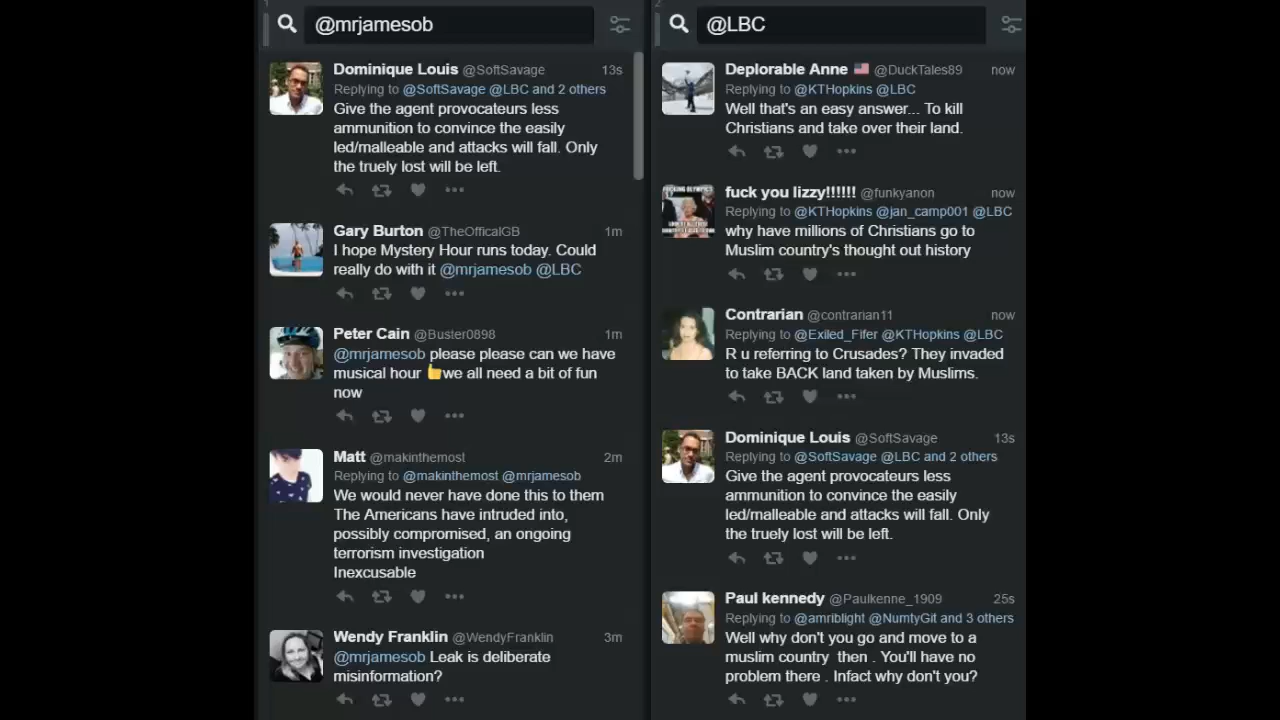 @mrjamesob
Dominique Louis @SoftSavage 13s
Replying to @SoftSavage @LBC and 2 others
Give the agent provocateurs less
ammunition to convince the easily
led/malleable and attacks will fall. Only
the truely lost will be left.
Gary Burton @TheOfficalGB 1m
I hope Mystery Hour runs today. Could
really do with it @mrjamesob @LBC
Peter Cain @Buster0898 1m
@mrjamesob please please can we have
musical hour 👍we all need a bit of fun
now
Matt @makinthemost 2m
Replying to @makinthemost @mrjamesob
We would never have done this to them
The Americans have intruded into,
possibly compromised, an ongoing
terrorism investigation
Inexcusable
Wendy Franklin @WendyFranklin 3m
@mrjamesob Leak is deliberate
misinformation?
2
@LBC
Deplorable Anne 🇺🇸 @DuckTales89 now
Replying to @KTHopkins @LBC
Well that's an easy answer... To kill
Christians and take over their land.
fuck you lizzy!!!!!! @funkyanon now
Replying to @KTHopkins @jan_camp001 @LBC
why have millions of Christians go to
Muslim country's thought out history
Contrarian @contrarian11 now
Replying to @Exiled_Fifer @KTHopkins @LBC
R u referring to Crusades? They invaded
to take BACK land taken by Muslims.
Dominique Louis @SoftSavage 13s
Replying to @SoftSavage @LBC and 2 others
Give the agent provocateurs less
ammunition to convince the easily
led/malleable and attacks will fall. Only
the truely lost will be left.
Paul kennedy @Paulkenne_1909 25s
Replying to @amriblight @NumtyGit and 3 others
Well why don't you go and move to a
muslim country then . You'll have no
problem there . Infact why don't you?